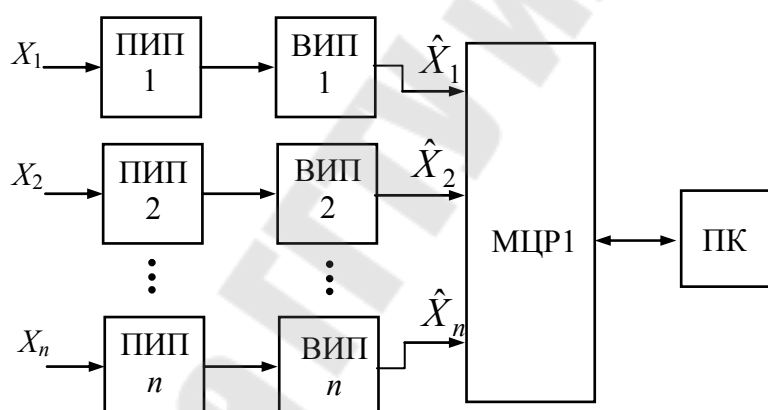 X₁ ПИП 1 ВИП 1 X̂₁
X₂ ПИП 2 ВИП 2 X̂₂
МЦР1 ПК
Xₙ ПИП n ВИП n X̂ₙ